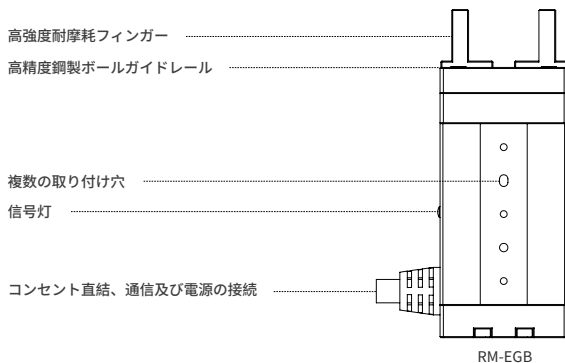 高強度耐摩耗フィンガー
高精度鋼製ボールガイドレール
複数の取り付け穴
信号灯
コンセント直結、通信及び電源の接続
RM-EGB